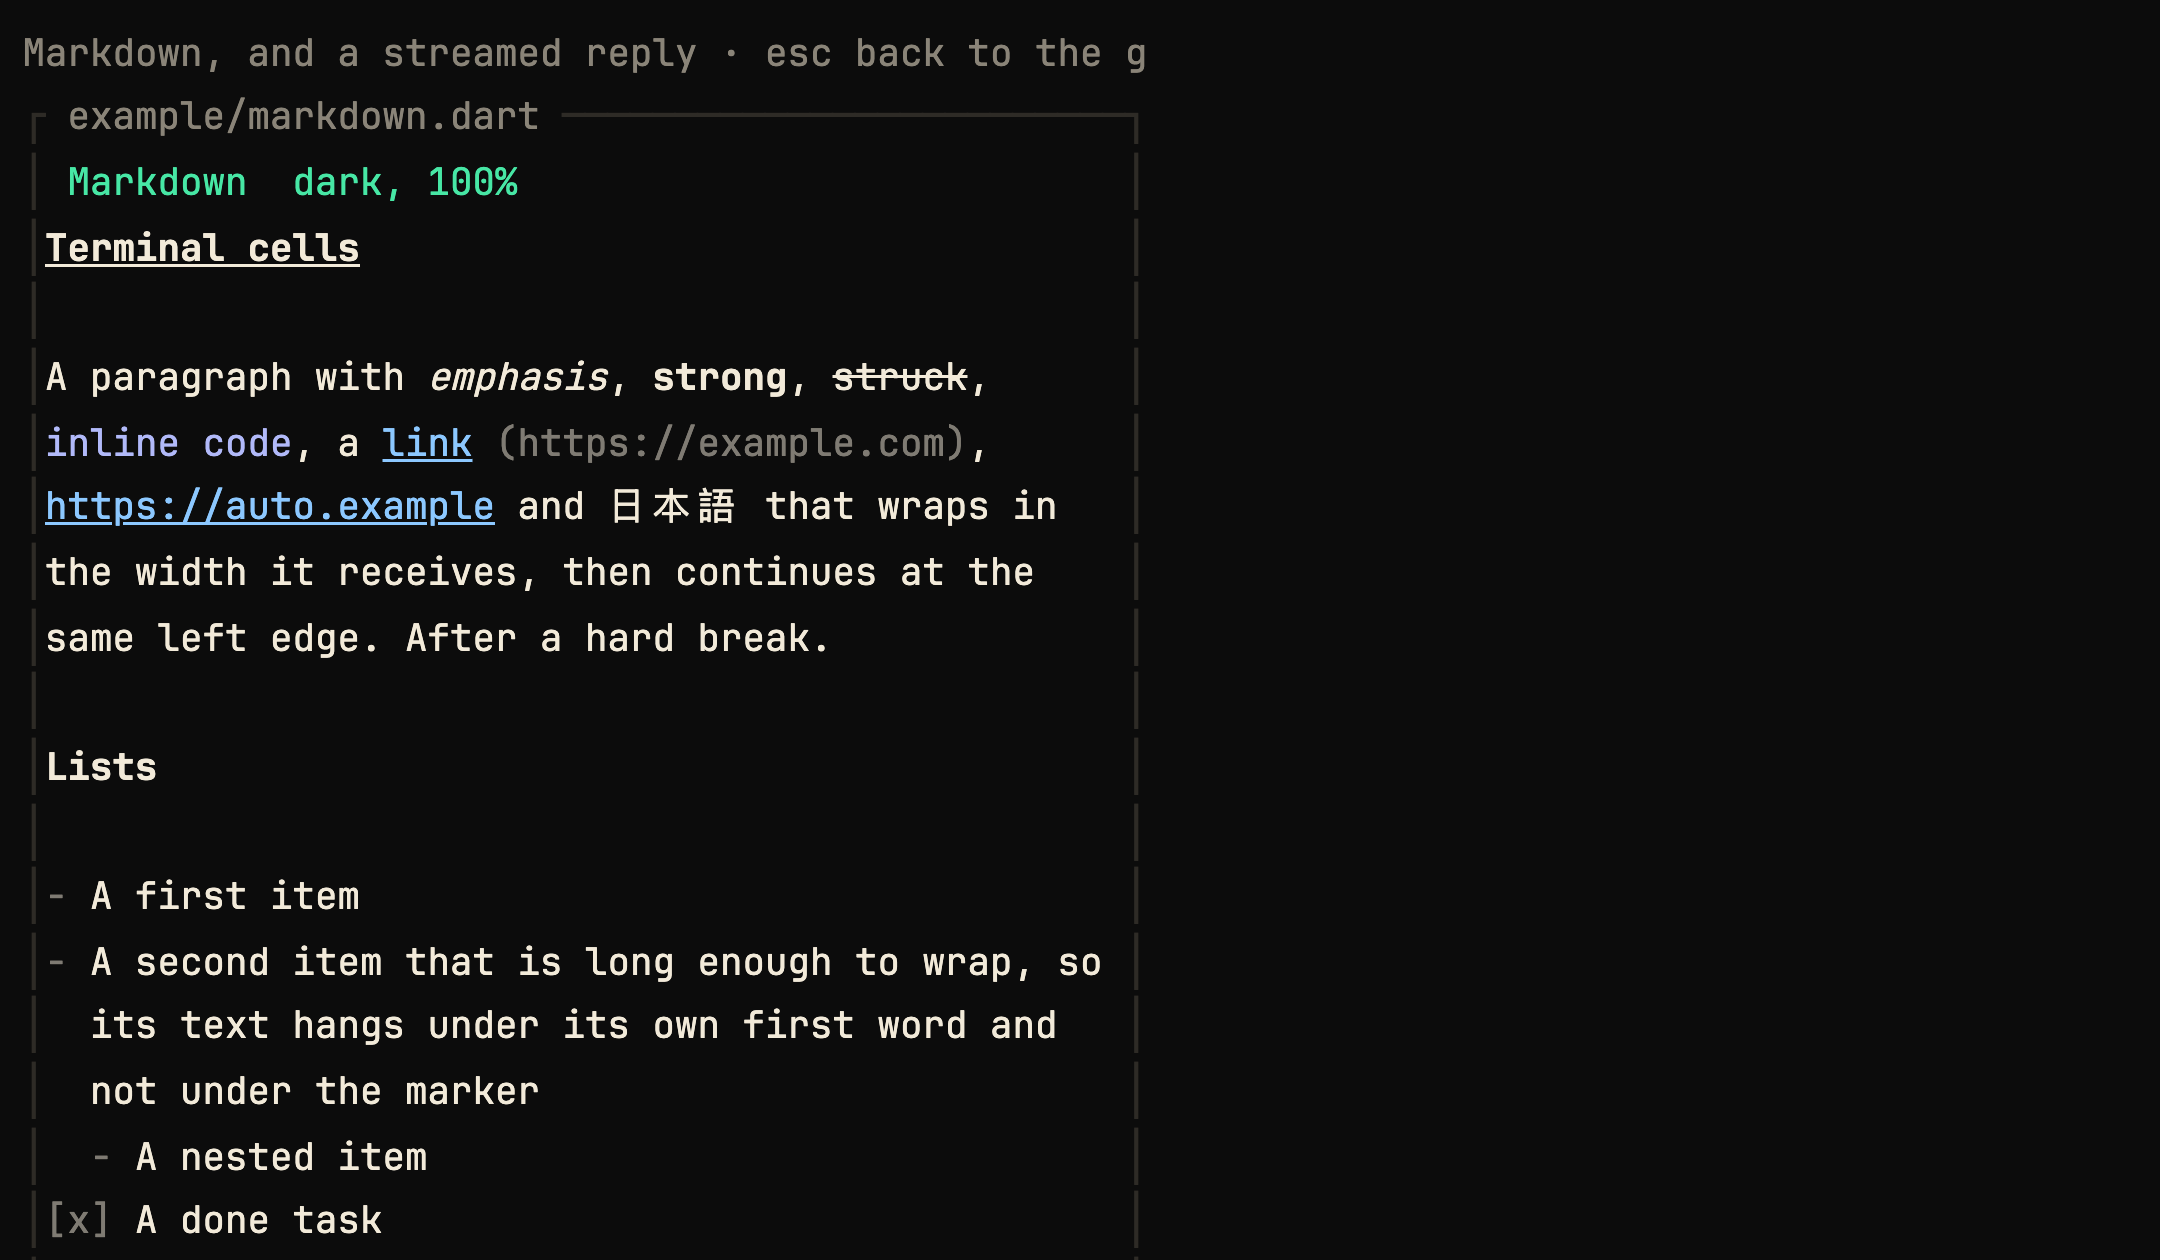 Markdown, and a streamed reply · esc back to the g
example/markdown.dart
Markdown  dark, 100%
Terminal cells
A paragraph with emphasis, strong, struck,
inline code, a link (https://example.com),
https://auto.example and 日本語 that wraps in
the width it receives, then continues at the
same left edge. After a hard break.
Lists
- A first item
- A second item that is long enough to wrap, so
its text hangs under its own first word and
not under the marker
- A nested item
[x] A done task